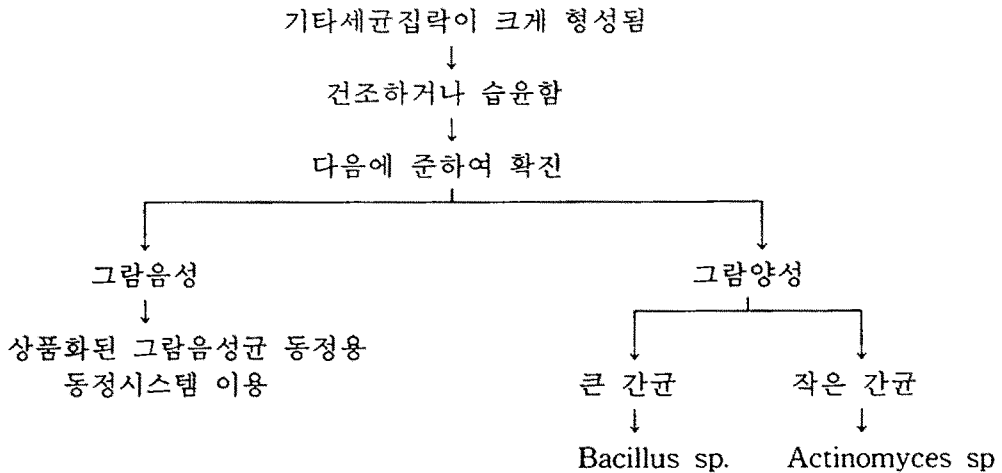 기타세균집락이 크게 형성됨
건조하거나 습윤함
다음에 준하여 확진
그람음성
그람양성
상품화된 그람음성균 동정용
동정시스템 이용
큰 간균
작은 간균
Bacillus sp.
Actinomyces sp